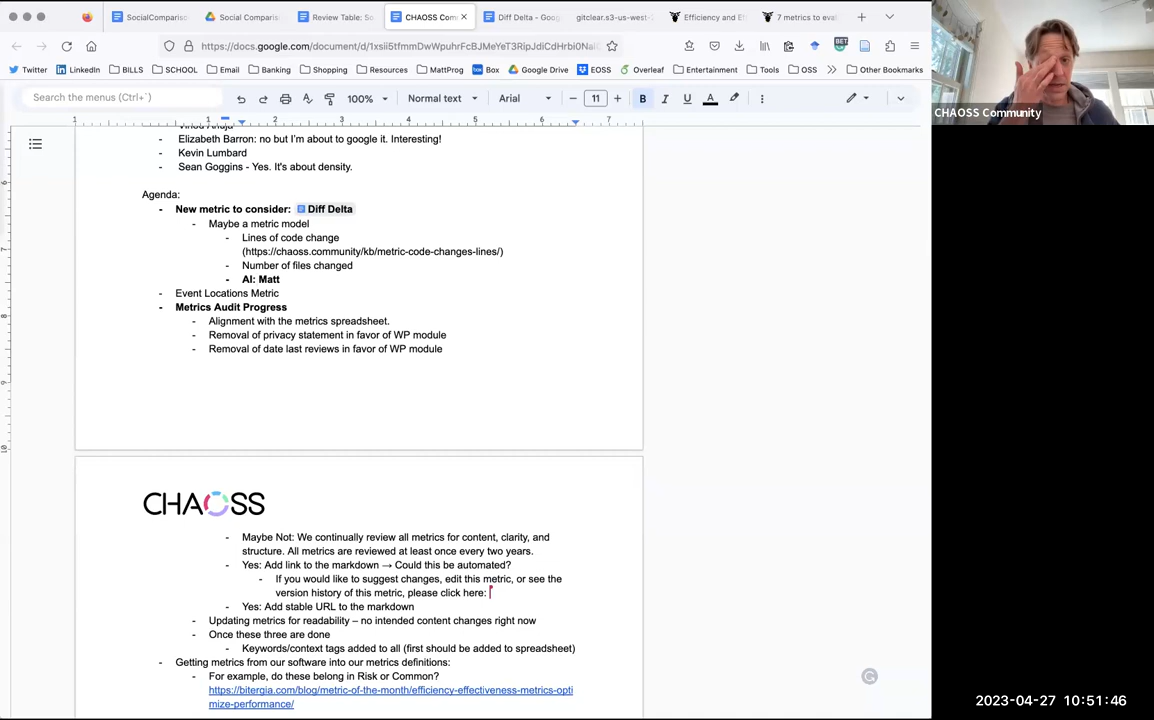 SocialComparis
Social Comparis
Review Table: So
CHAOSS Com
Diff Delta - Goog
gitclear.s3-us-west-
Efficiency and Ef
7 metrics to eval
https://docs.google.com/document/d/1xsii5tfmmDwWpuhrFcBJMeYeT3RipJdiCdHrbi0NaI
Twitter
LinkedIn
BILLS
SCHOOL
Email
Banking
Shopping
Resources
MattProg
Box
Google Drive
EOSS
Overleaf
Entertainment
Tools
OSS
Other Bookmarks
Search the menus (Ctrl+`)
100%
Normal text
Arial
11
B I U A
1 1 2 3 4 5 6 7
Elizabeth Barron: no but I'm about to google it. Interesting!
- Kevin Lumbard
- Sean Goggins - Yes. It's about density.
Agenda:
- New metric to consider: Diff Delta
- Maybe a metric model
- Lines of code change
(https://chaoss.community/kb/metric-code-changes-lines/)
- Number of files changed
- AI: Matt
- Event Locations Metric
- Metrics Audit Progress
- Alignment with the metrics spreadsheet.
- Removal of privacy statement in favor of WP module
- Removal of date last reviews in favor of WP module
CHAOSS
- Maybe Not: We continually review all metrics for content, clarity, and
structure. All metrics are reviewed at least once every two years.
- Yes: Add link to the markdown → Could this be automated?
- If you would like to suggest changes, edit this metric, or see the
version history of this metric, please click here:
- Yes: Add stable URL to the markdown
- Updating metrics for readability – no intended content changes right now
- Once these three are done
- Keywords/context tags added to all (first should be added to spreadsheet)
- Getting metrics from our software into our metrics definitions:
- For example, do these belong in Risk or Common?
https://bitergia.com/blog/metric-of-the-month/efficiency-effectiveness-metrics-opti
mize-performance/
CHAOSS Community
2023-04-27 10:51:46